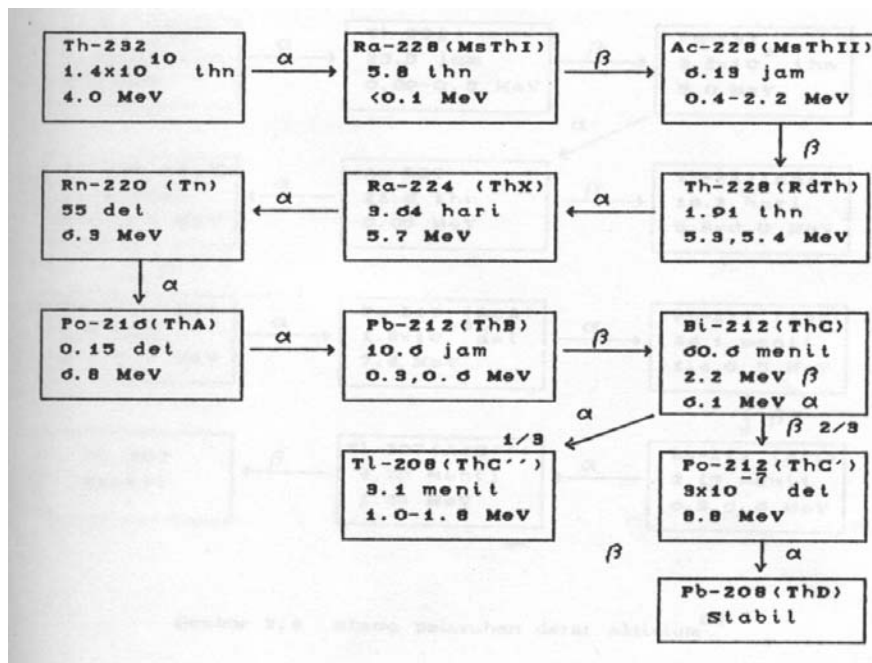 Th-232
1.4x10^10 thn
4.0 MeV
α
Ra-228(MsThI)
5.8 thn
<0.1 MeV
β
Ac-228(MsThII)
6.13 jam
0.4-2.2 MeV
β
Rn-220 (Tn)
55 det
6.3 MeV
α
Ra-224 (ThX)
3.64 hari
5.7 MeV
α
Th-228(RdTh)
1.91 thn
5.3,5.4 MeV
α
Po-216(ThA)
0.15 det
6.8 MeV
α
Pb-212(ThB)
10.6 jam
0.3,0.6 MeV
β
Bi-212(ThC)
60.6 menit
2.2 MeV β
6.1 MeV α
α
1/3
β 2/3
Tl-208(ThC'')
3.1 menit
1.0-1.8 MeV
Po-212(ThC')
3x10^-7 det
8.8 MeV
β
α
Pb-208(ThD)
Stabil